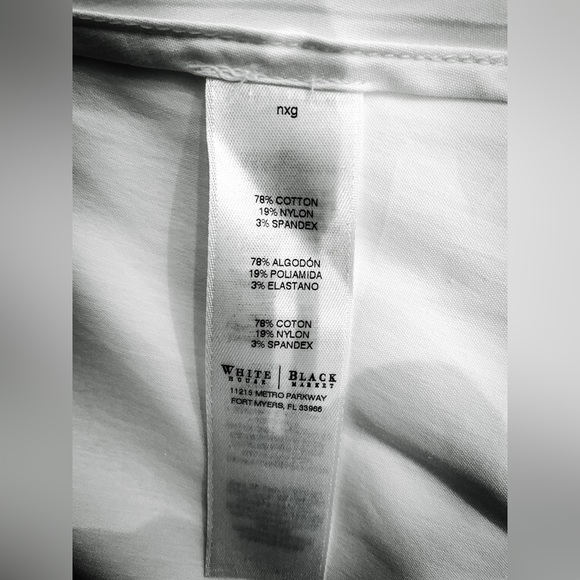 nxg
78% COTTON
19% NYLON
3% SPANDEX
78% ALGODÓN
19% POLIAMIDA
3% ELASTANO
78% COTON
19% NYLON
3% SPANDEX
WHITE | BLACK
HOUSE | MARKET
11215 METRO PARKWAY
FORT MYERS, FL 33966